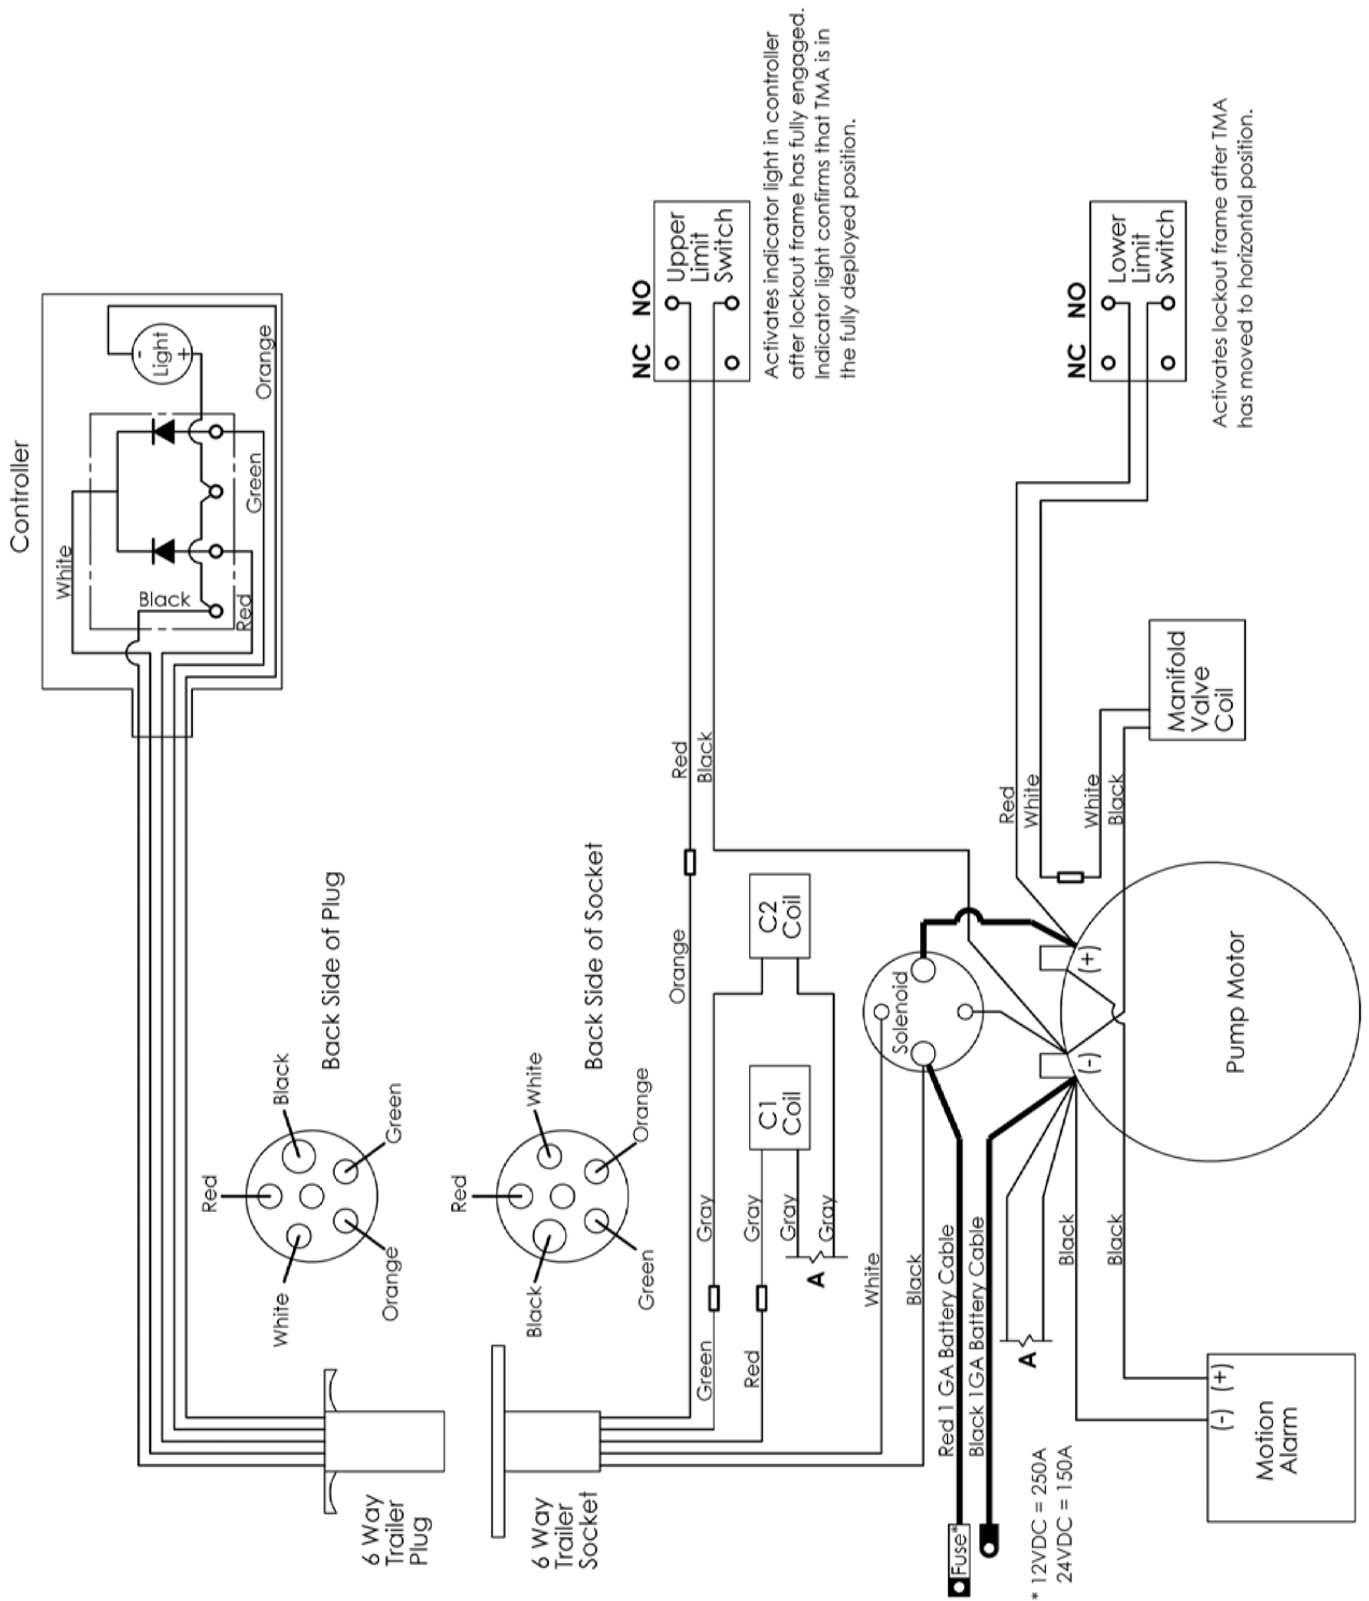 Controller
White
Black
Red
Green
Orange
Light
-
+
Red
Black
Green
Orange
White
Back Side of Plug
6 Way
Trailer
Plug
Red
White
Orange
Green
Black
Back Side of Socket
6 Way
Trailer
Socket
NC NO
Upper
Limit
Switch
Activates indicator light in controller
after lockout frame has fully engaged.
Indicator light confirms that TMA is in
the fully deployed position.
Red
Black
Orange
Green
Gray
Red
Gray
Gray
Gray
A
C2
Coil
C1
Coil
White
Black
Solenoid
Red 1 GA Battery Cable
Black 1GA Battery Cable
Fuse*
* 12VDC = 250A
24VDC = 150A
A
Black
Black
NC NO
Lower
Limit
Switch
Activates lockout frame after TMA
has moved to horizontal position.
Red
White
White
Black
Manifold
Valve
Coil
(+)
(-)
Pump Motor
(-) (+)
Motion
Alarm